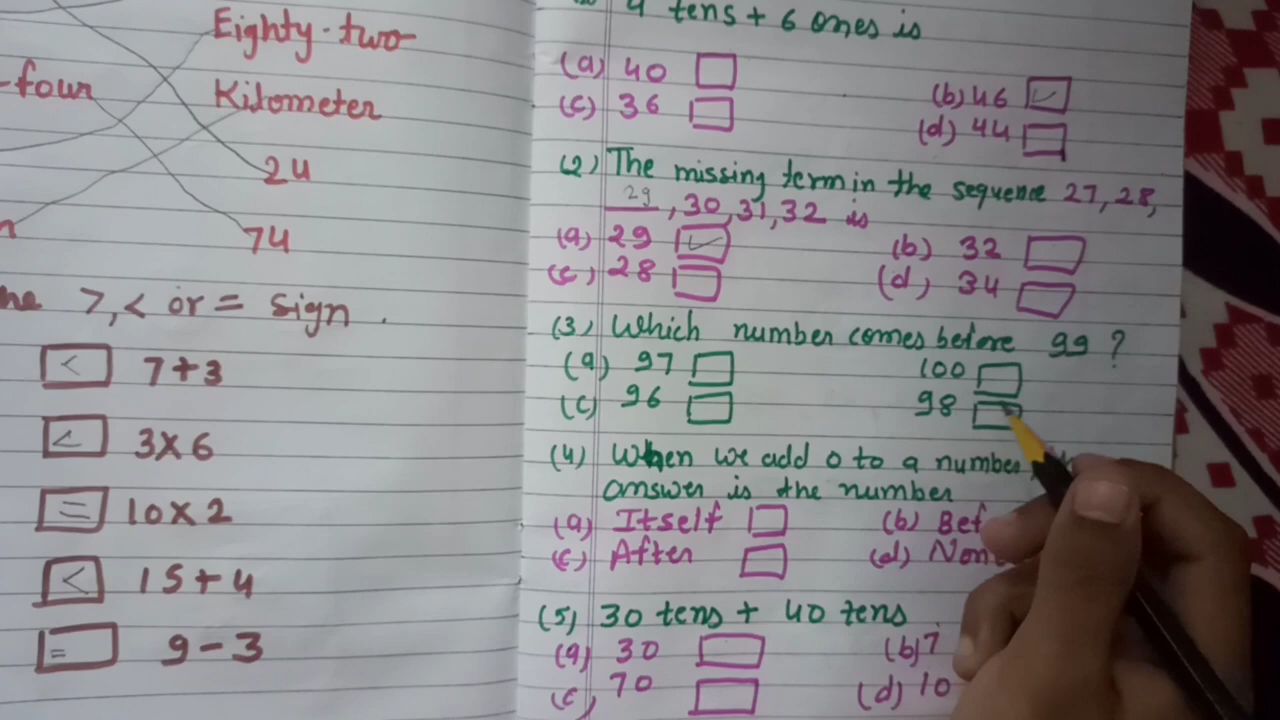 Eighty-two
-four
Kilometer
24
74
the >, < or = sign.
< 7+3
< 3×6
= 10×2
< 15+4
= 9-3
4 tens + 6 ones is
(a) 40 (b) 46 ✓
(c) 36 (d) 44
(2) The missing term in the sequence 27, 28,
29, 30, 31, 32 is
(a) 29 ✓ (b) 32
(c) 28 (d) 34
(3) Which number comes before 99?
(a) 97 100
(c) 96 98
(4) When we add 0 to a number
answer is the number
(a) Itself (b) Bef
(c) After (d) Non
(5) 30 tens + 40 tens
(a) 30 (b) 7
(c) 70 (d) 10